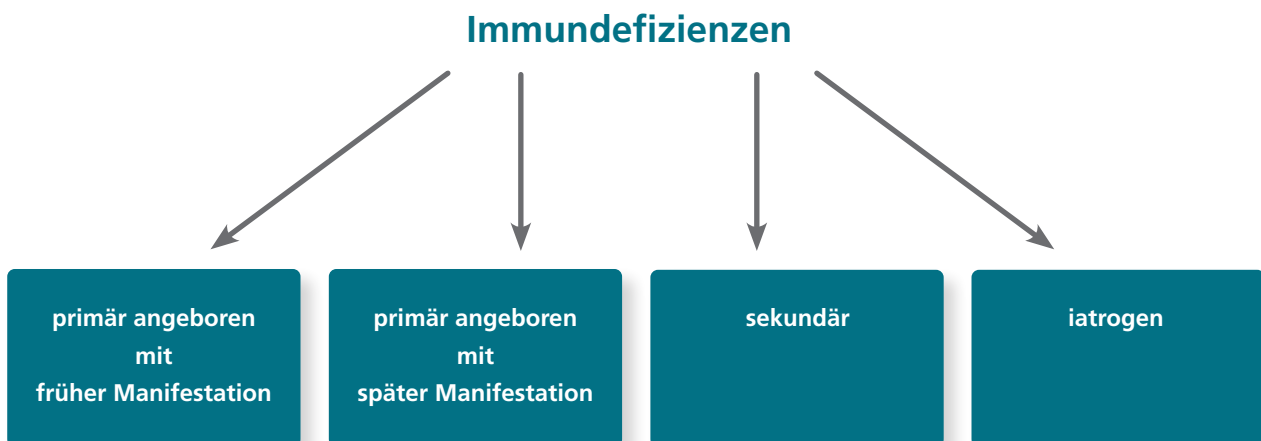 Immundefizienzen
primär angeboren
mit
früher Manifestation
primär angeboren
mit
später Manifestation
sekundär
iatrogen